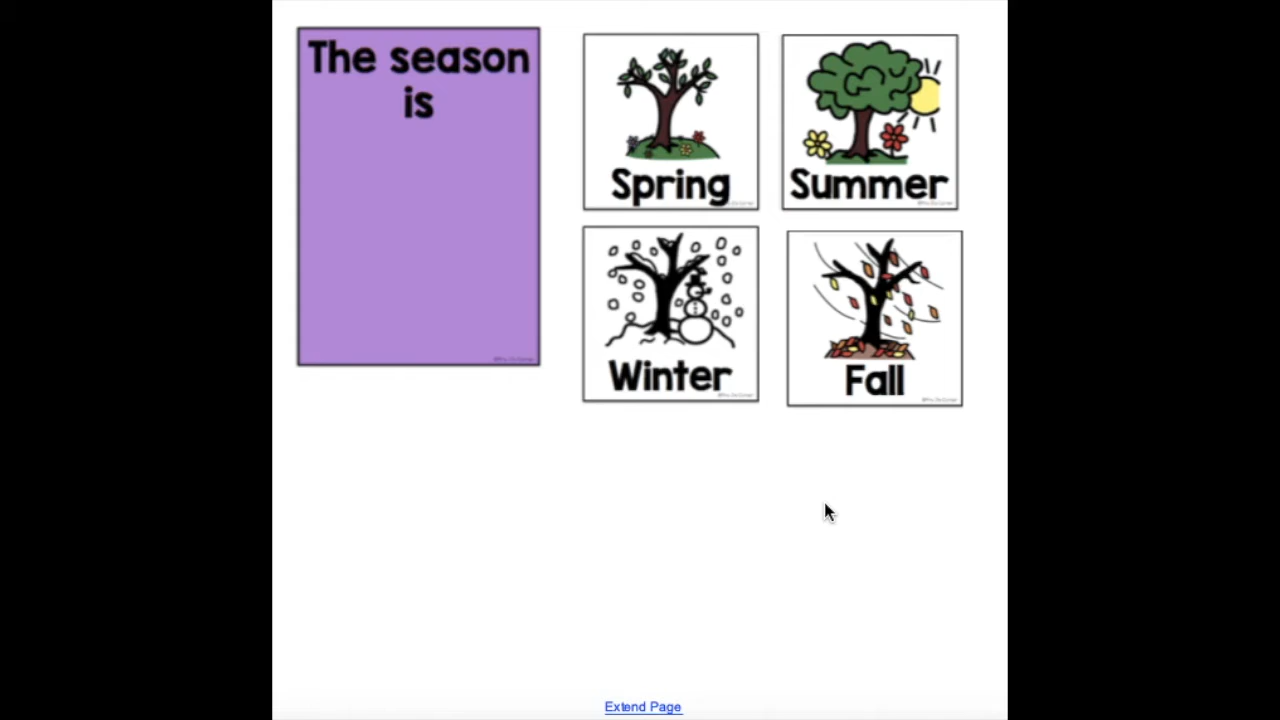 The season
is
Spring
Summer
Winter
Fall
Extend Page